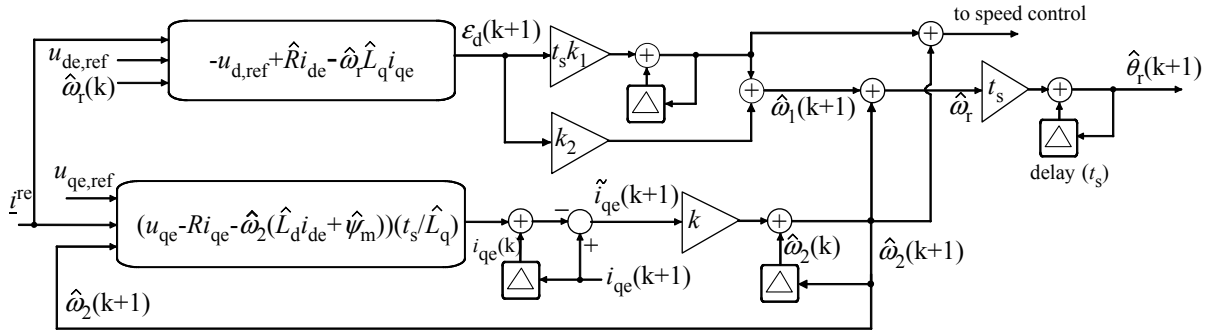 to speed control
u_de,ref
ω̂_r(k)
-u_d,ref+R̂i_de-ω̂_rL̂_qi_qe
ε_d(k+1)
t_sk_1
+
+
△
k_2
+
ω̂_1(k+1)
+
ω̂_r
t_s
+
θ̂_r(k+1)
△
delay (t_s)
i^re
u_qe,ref
(u_qe-Ri_qe-ω̂_2(L̂_di_de+ψ̂_m))(t_s/L̂_q)
ω̂_2(k+1)
+
i_qe(k)
△
−
+
ĩ_qe(k+1)
i_qe(k+1)
k
+
ω̂_2(k)
△
ω̂_2(k+1)